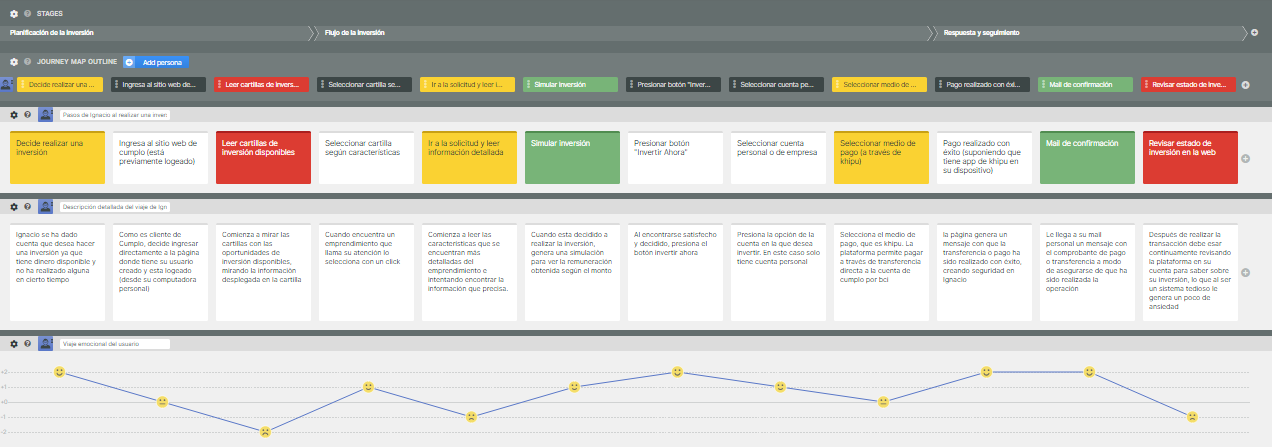 STAGES
Planificación de la Inversión
Flujo de la Inversión
Respuesta y seguimiento
JOURNEY MAP OUTLINE
Add persona
Decide realizar una ...
Ingresa al sitio web de...
Leer cartillas de invers...
Seleccionar cartilla se...
Ir a la solicitud y leer i...
Simular inversión
Presionar botón "Inver...
Seleccionar cuenta pe...
Seleccionar medio de ...
Pago realizado con éxi...
Mail de confirmación
Revisar estado de inve...
Pasos de Ignacio al realizar una inver
Decide realizar una
inversión
Ingresa al sitio web de
cumplo (está
previamente logeado)
Leer cartillas de
inversión disponibles
Seleccionar cartilla
según características
Ir a la solicitud y leer
información detallada
Simular inversión
Presionar botón
"Invertir Ahora"
Seleccionar cuenta
personal o de empresa
Seleccionar medio de
pago (a través de
khipu)
Pago realizado con
éxito (suponiendo que
tiene app de khipu en
su dispositivo)
Mail de confirmación
Revisar estado de
inversión en la web
Descripción detallada del viaje de Ign
Ignacio se ha dado
cuenta que desea hacer
una inversión ya que
tiene dinero disponible y
no ha realizado alguna
en cierto tiempo
Como es cliente de
Cumplo, decide ingresar
directamente a la página
donde tiene su usuario
creado y esta logeado
(desde su computadora
personal)
Comienza a mirar las
cartillas con las
oportunidades de
inversión disponibles,
mirando la información
desplegada en la cartilla
Cuando encuentra un
emprendimiento que
llama su atención lo
selecciona con un click
Comienza a leer las
características que se
encuentran más
detalladas del
emprendimiento e
intentando encontrar la
información que precisa.
Cuando esta decidido a
realizar la inversión,
genera una simulación
para ver la remuneración
obtenida según el monto
Al encontrarse satisfecho
y decidido, presiona el
botón invertir ahora
Presiona la opción de la
cuenta en la que desea
invertir. En este caso solo
tiene cuenta personal
Selecciona el medio de
pago, que es khipu. La
plataforma permite pagar
a través de transferencia
directa a la cuenta de
cumplo por bci
la página genera un
mensaje con que la
transferencia o pago ha
sido realizado con éxito,
creando seguridad en
Ignacio
Le llega a su mail
personal un mensaje con
el comprobante de pago
o transferencia a modo
de asegurarse de que ha
sido realizada la
operación
Después de realizar la
transacción debe esar
continuamente revisando
la plataforma en su
cuenta para saber sobre
su inversión, lo que al ser
un sistema tedioso le
genera un poco de
ansiedad
Viaje emocional del usuario
+2
+1
+0
-1
-2